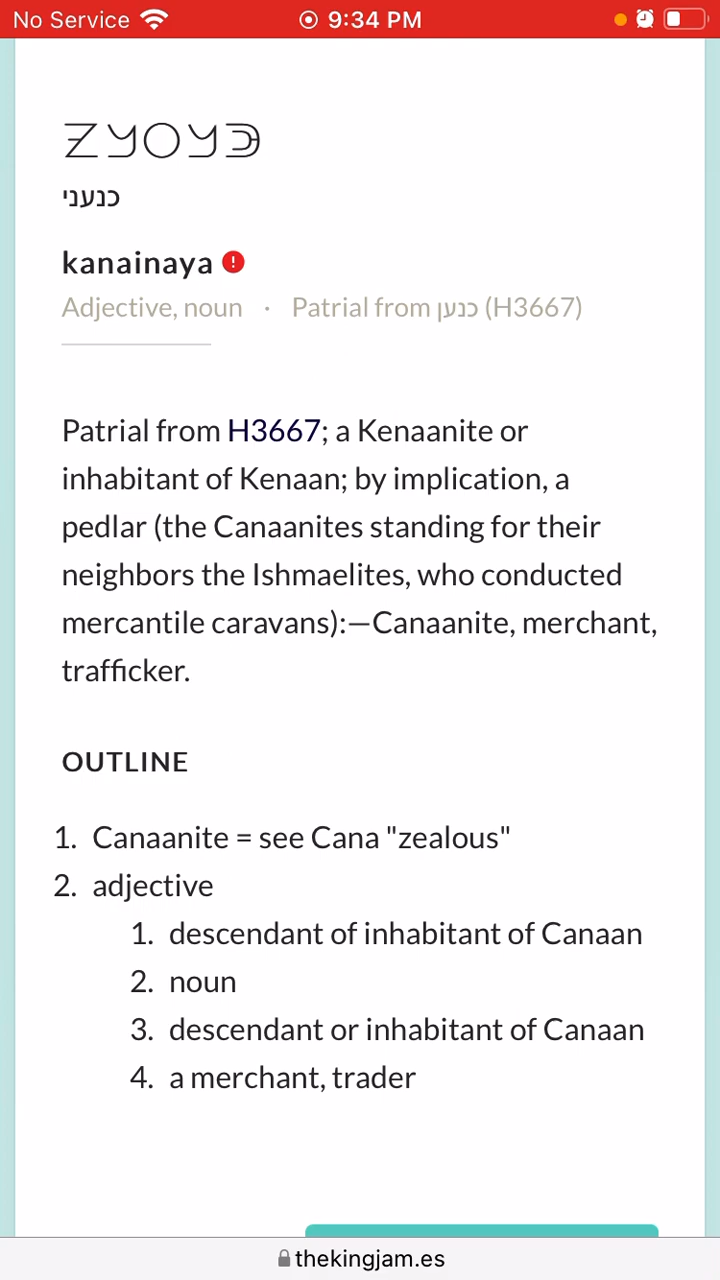 No Service 9:34 PM
𐤊𐤍𐤏𐤍𐤉
כנעני
kanainaya
Adjective, noun · Patrial from כנען (H3667)
Patrial from H3667; a Kenaanite or
inhabitant of Kenaan; by implication, a
pedlar (the Canaanites standing for their
neighbors the Ishmaelites, who conducted
mercantile caravans):—Canaanite, merchant,
trafficker.
OUTLINE
1. Canaanite = see Cana "zealous"
2. adjective
1. descendant of inhabitant of Canaan
2. noun
3. descendant or inhabitant of Canaan
4. a merchant, trader
thekingjam.es